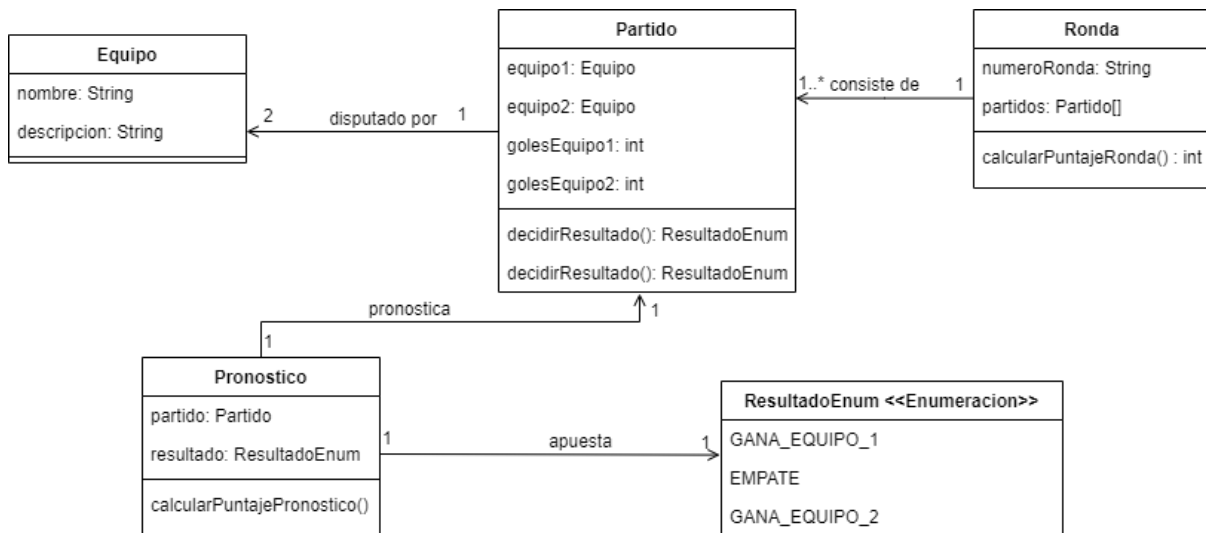 Equipo
nombre: String
descripcion: String
2
disputado por
1
Partido
equipo1: Equipo
equipo2: Equipo
golesEquipo1: int
golesEquipo2: int
decidirResultado(): ResultadoEnum
decidirResultado(): ResultadoEnum
1..* consiste de
1
Ronda
numeroRonda: String
partidos: Partido[]
calcularPuntajeRonda() : int
pronostica
1
1
Pronostico
partido: Partido
resultado: ResultadoEnum
calcularPuntajePronostico()
1
apuesta
1
ResultadoEnum <<Enumeracion>>
GANA_EQUIPO_1
EMPATE
GANA_EQUIPO_2